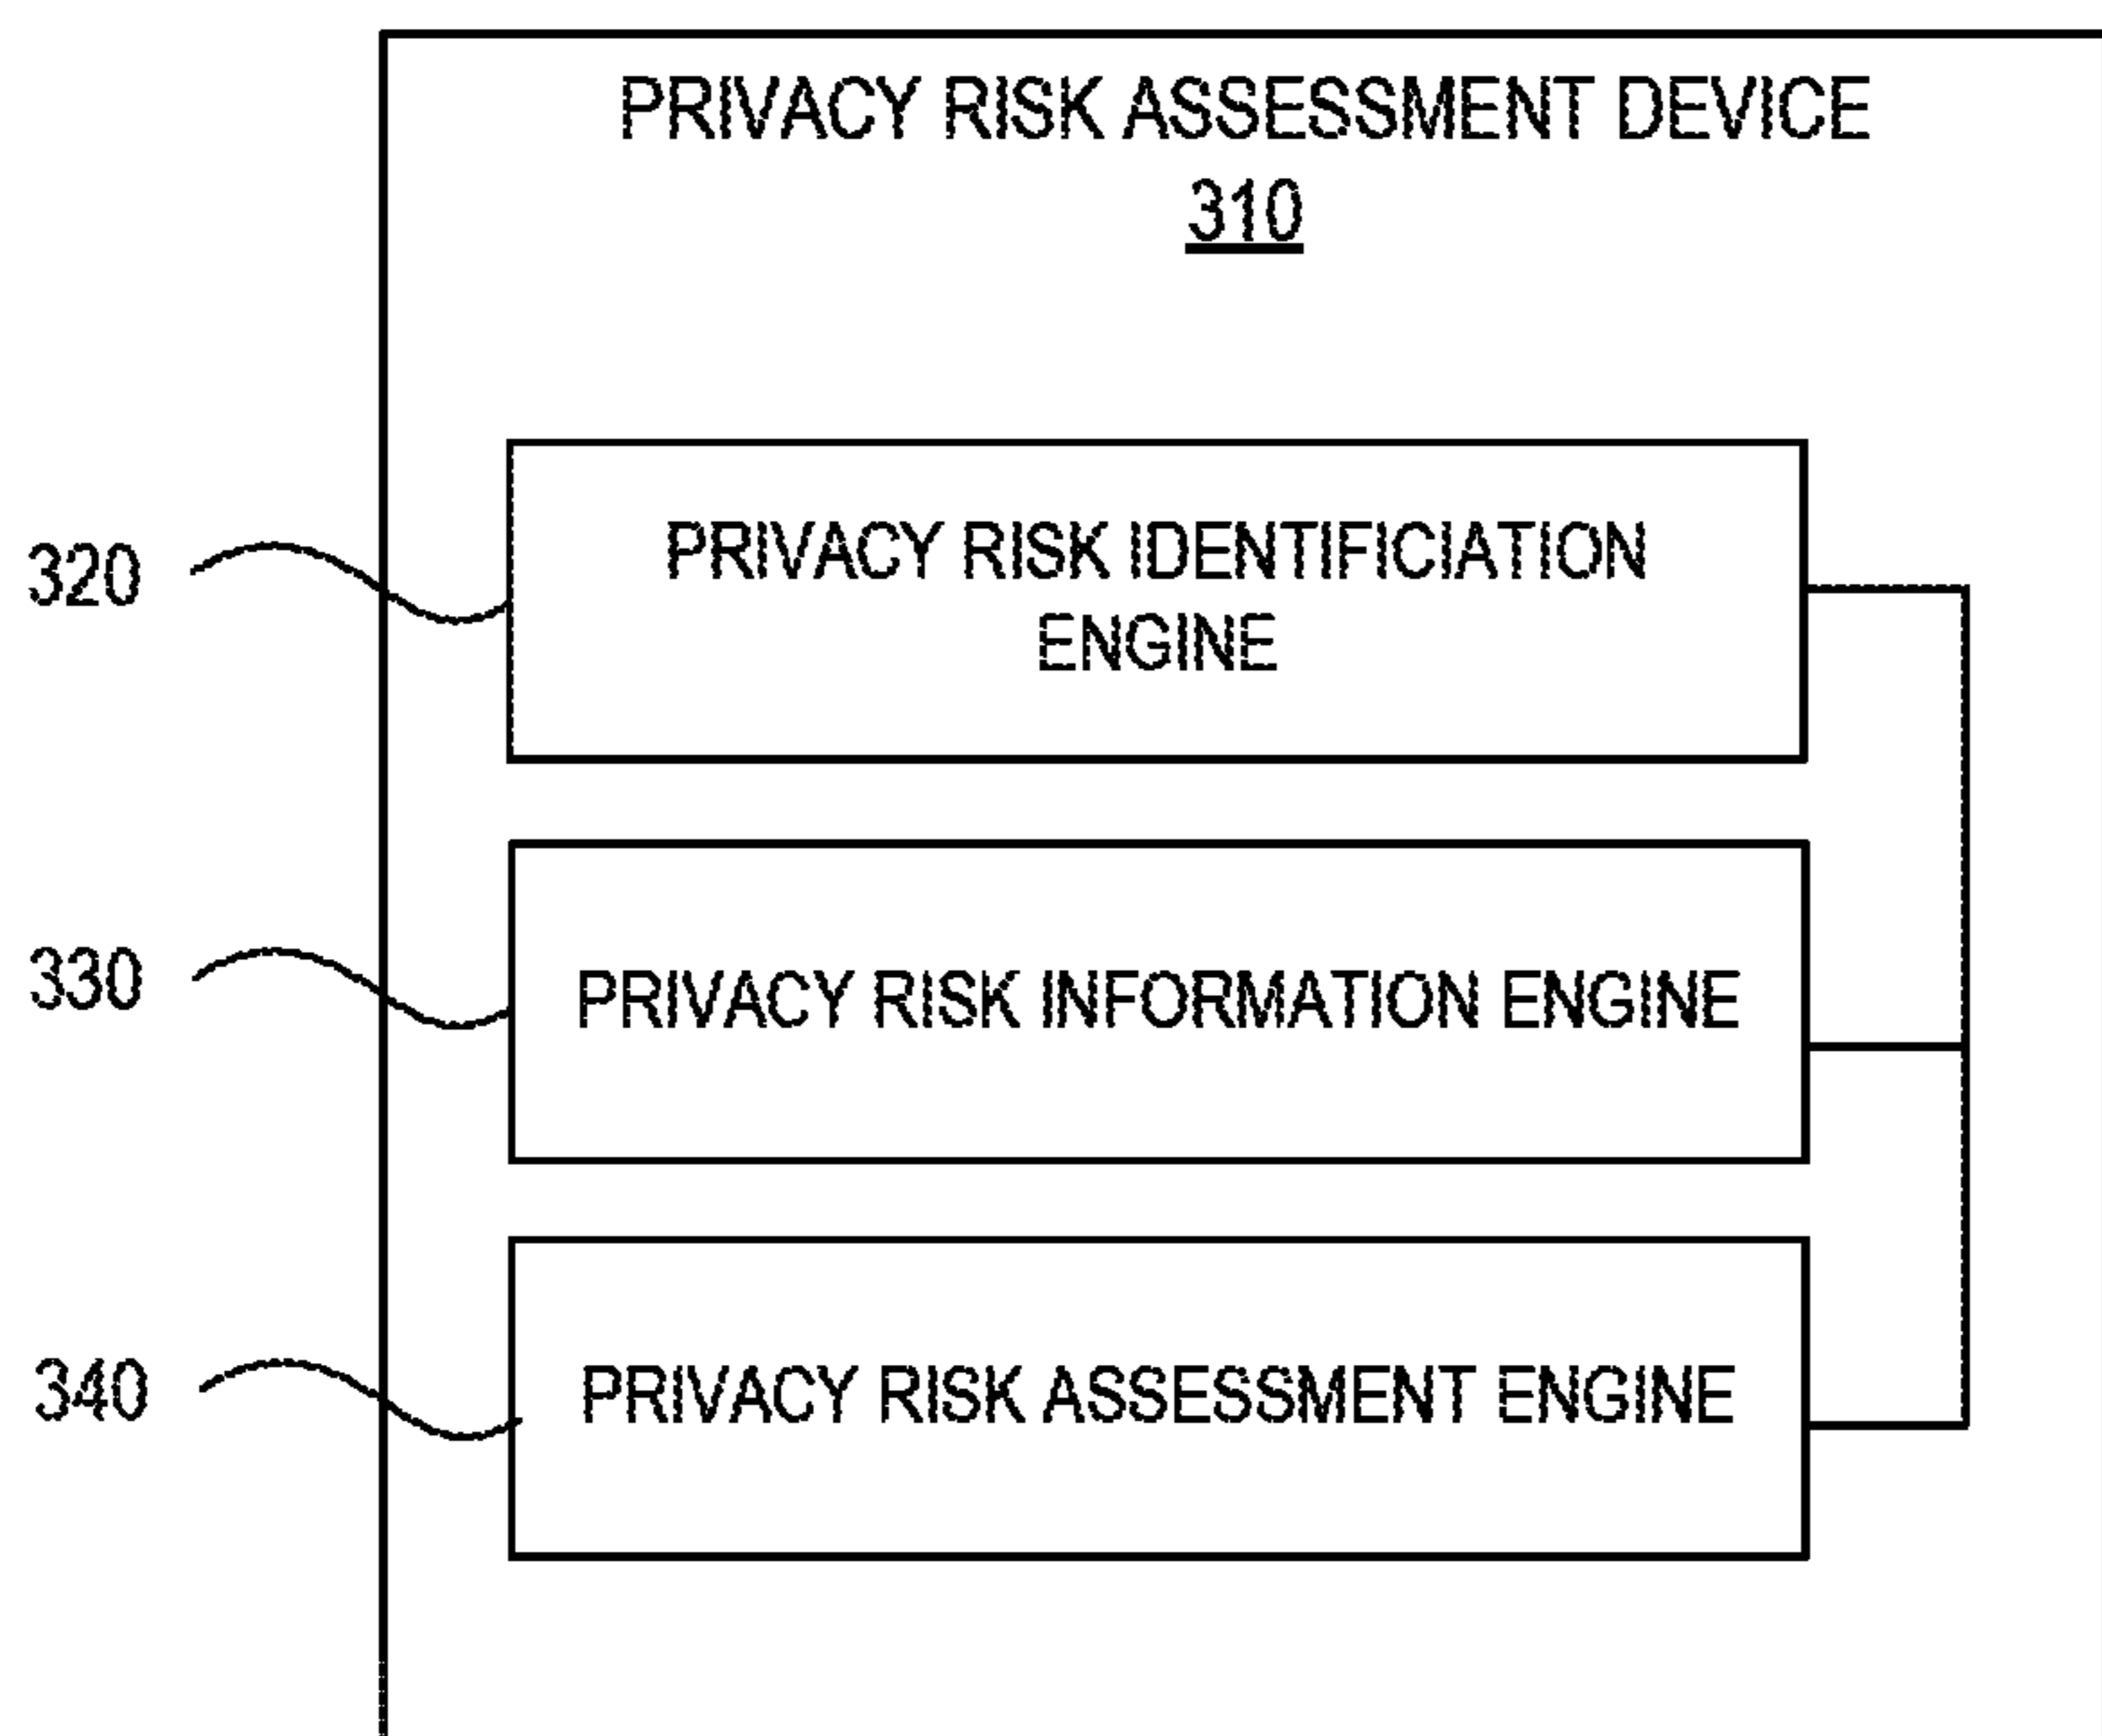 PRIVACY RISK ASSESSMENT DEVICE
310
320
PRIVACY RISK IDENTIFICIATION
ENGINE
330
PRIVACY RISK INFORMATION ENGINE
340
PRIVACY RISK ASSESSMENT ENGINE